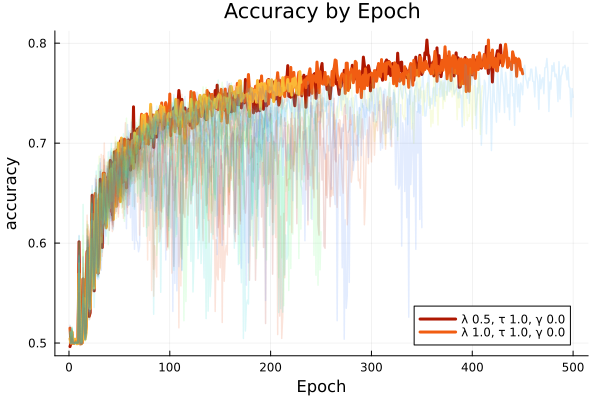 Accuracy by Epoch
accuracy
0.8
0.7
0.6
0.5
λ 0.5, τ 1.0, γ 0.0
λ 1.0, τ 1.0, γ 0.0
0 100 200 300 400 500
Epoch